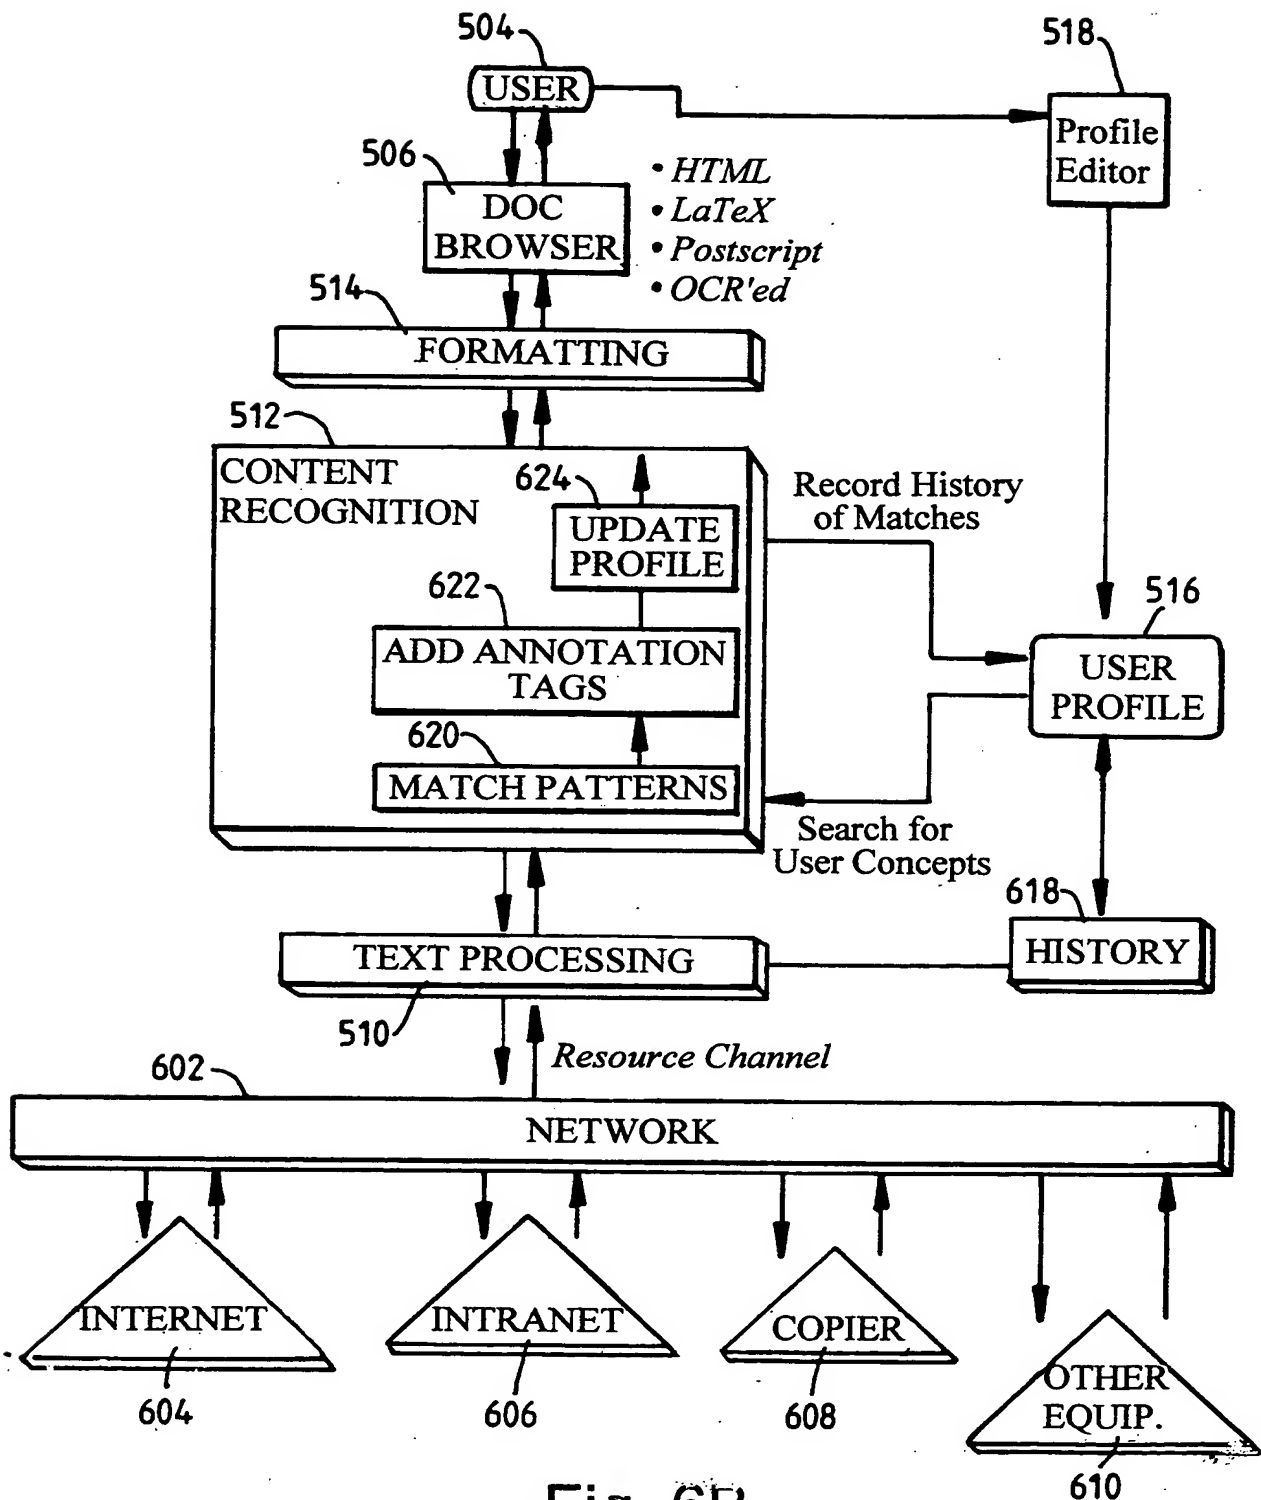 504
518
USER
Profile
Editor
506
• HTML
DOC
• LaTeX
BROWSER
• Postscript
• OCR'ed
514
FORMATTING
512
CONTENT
RECOGNITION
624
UPDATE
PROFILE
Record History
of Matches
622
516
ADD ANNOTATION
TAGS
USER
PROFILE
620
MATCH PATTERNS
Search for
User Concepts
618
TEXT PROCESSING
HISTORY
510
Resource Channel
602
NETWORK
INTERNET
INTRANET
COPIER
OTHER
EQUIP.
604
606
608
610